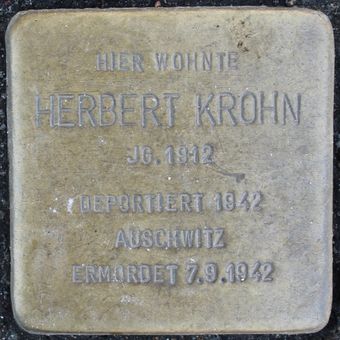 HIER WOHNTE
HERBERT KROHN
JG. 1912
DEPORTIERT 1942
AUSCHWITZ
ERMORDET 7.9.1942